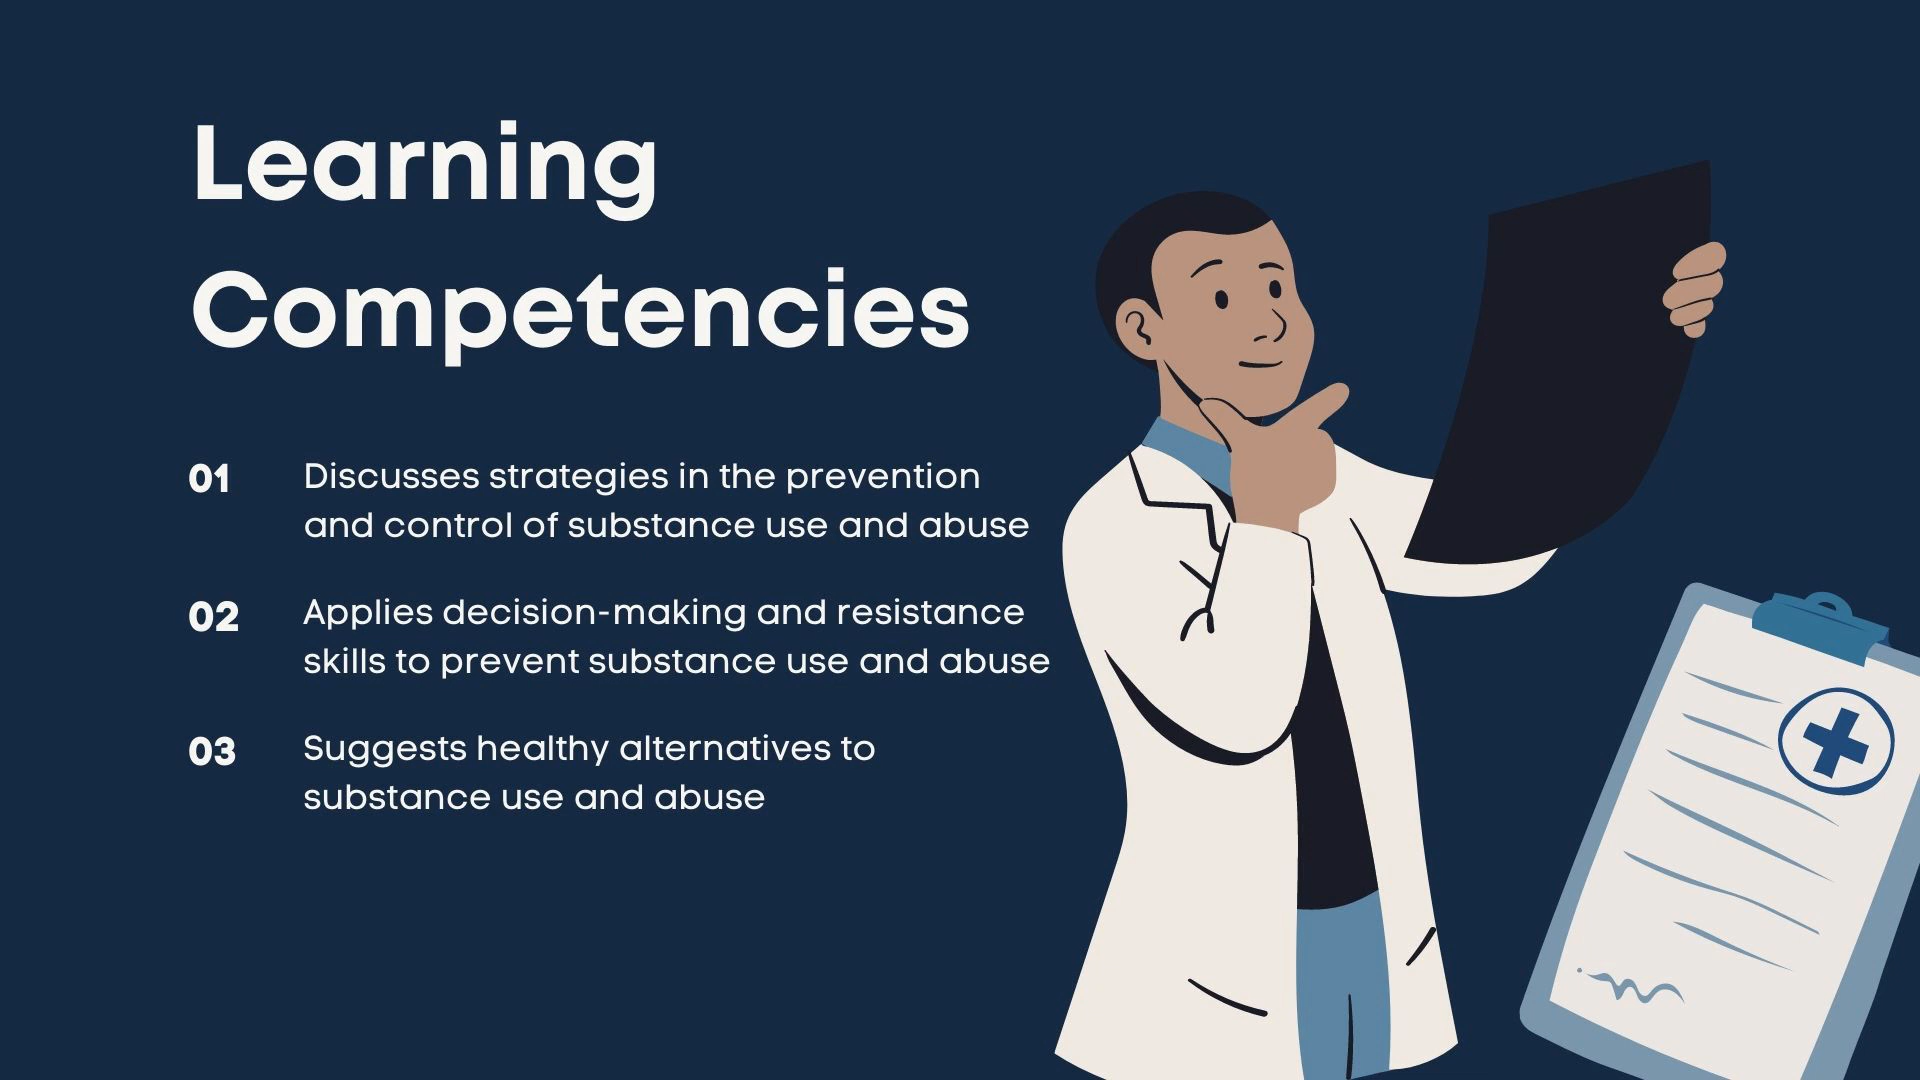 Learning
Competencies
01 Discusses strategies in the prevention
and control of substance use and abuse
02 Applies decision-making and resistance
skills to prevent substance use and abuse
03 Suggests healthy alternatives to
substance use and abuse